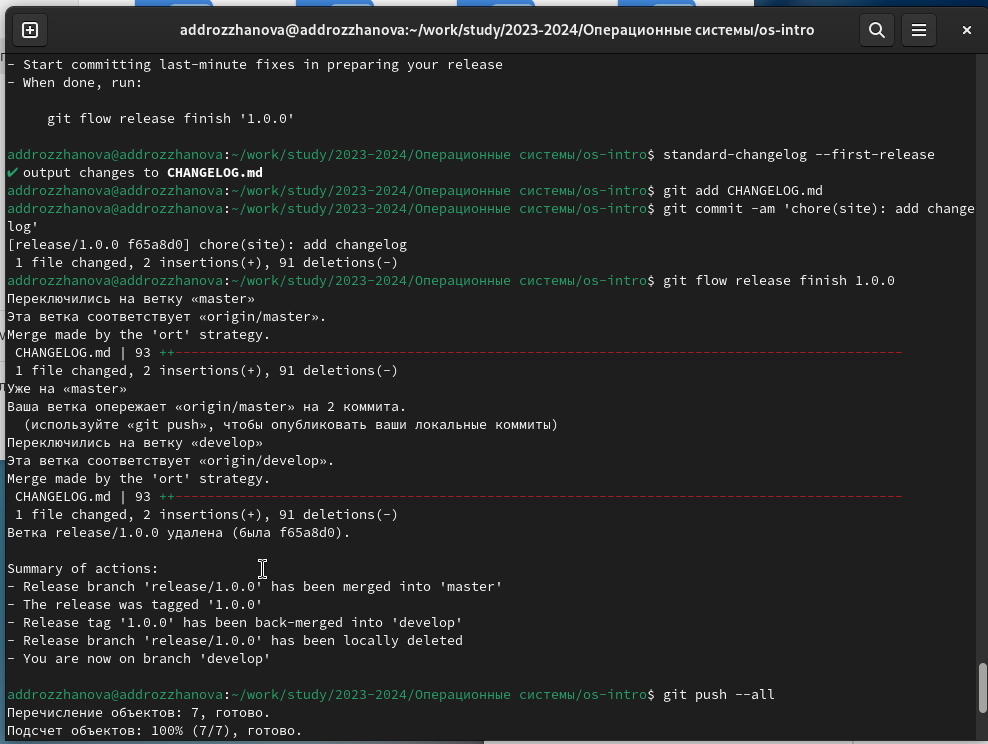 addrozzhanova@addrozzhanova:~/work/study/2023-2024/Операционные системы/os-intro
- Start committing last-minute fixes in preparing your release
- When done, run:
git flow release finish '1.0.0'
addrozzhanova@addrozzhanova:~/work/study/2023-2024/Операционные системы/os-intro$ standard-changelog --first-release
✔ output changes to CHANGELOG.md
addrozzhanova@addrozzhanova:~/work/study/2023-2024/Операционные системы/os-intro$ git add CHANGELOG.md
addrozzhanova@addrozzhanova:~/work/study/2023-2024/Операционные системы/os-intro$ git commit -am 'chore(site): add change
log'
[release/1.0.0 f65a8d0] chore(site): add changelog
1 file changed, 2 insertions(+), 91 deletions(-)
addrozzhanova@addrozzhanova:~/work/study/2023-2024/Операционные системы/os-intro$ git flow release finish 1.0.0
Переключились на ветку «master»
Эта ветка соответствует «origin/master».
Merge made by the 'ort' strategy.
CHANGELOG.md | 93 ++-------------------------------------------------------------------------------------------
1 file changed, 2 insertions(+), 91 deletions(-)
Уже на «master»
Ваша ветка опережает «origin/master» на 2 коммита.
(используйте «git push», чтобы опубликовать ваши локальные коммиты)
Переключились на ветку «develop»
Эта ветка соответствует «origin/develop».
Merge made by the 'ort' strategy.
CHANGELOG.md | 93 ++-------------------------------------------------------------------------------------------
1 file changed, 2 insertions(+), 91 deletions(-)
Ветка release/1.0.0 удалена (была f65a8d0).
Summary of actions:
- Release branch 'release/1.0.0' has been merged into 'master'
- The release was tagged '1.0.0'
- Release tag '1.0.0' has been back-merged into 'develop'
- Release branch 'release/1.0.0' has been locally deleted
- You are now on branch 'develop'
addrozzhanova@addrozzhanova:~/work/study/2023-2024/Операционные системы/os-intro$ git push --all
Перечисление объектов: 7, готово.
Подсчет объектов: 100% (7/7), готово.